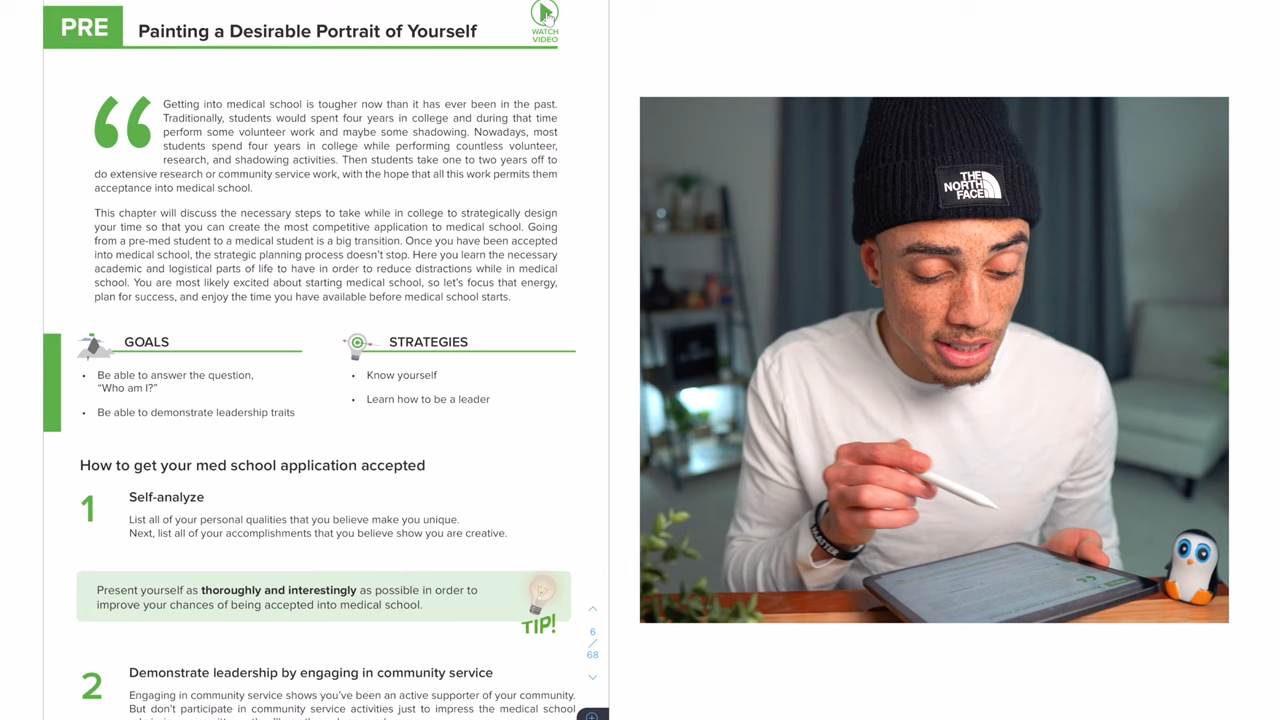 PRE
Painting a Desirable Portrait of Yourself
WATCH
VIDEO
Getting into medical school is tougher now than it has ever been in the past.
Traditionally, students would spent four years in college and during that time
perform some volunteer work and maybe some shadowing. Nowadays, most
students spend four years in college while performing countless volunteer,
research, and shadowing activities. Then students take one to two years off to
do extensive research or community service work, with the hope that all this work permits them
acceptance into medical school.
This chapter will discuss the necessary steps to take while in college to strategically design
your time so that you can create the most competitive application to medical school. Going
from a pre-med student to a medical student is a big transition. Once you have been accepted
into medical school, the strategic planning process doesn't stop. Here you learn the necessary
academic and logistical parts of life to have in order to reduce distractions while in medical
school. You are most likely excited about starting medical school, so let's focus that energy,
plan for success, and enjoy the time you have available before medical school starts.
GOALS
• Be able to answer the question,
"Who am I?"
• Be able to demonstrate leadership traits
STRATEGIES
• Know yourself
• Learn how to be a leader
How to get your med school application accepted
1
Self-analyze
List all of your personal qualities that you believe make you unique.
Next, list all of your accomplishments that you believe show you are creative.
Present yourself as thoroughly and interestingly as possible in order to
improve your chances of being accepted into medical school.
TIP!
6
/
68
2
Demonstrate leadership by engaging in community service
Engaging in community service shows you've been an active supporter of your community.
But don't participate in community service activities just to impress the medical school
THE
NORTH
FACE
MASTER